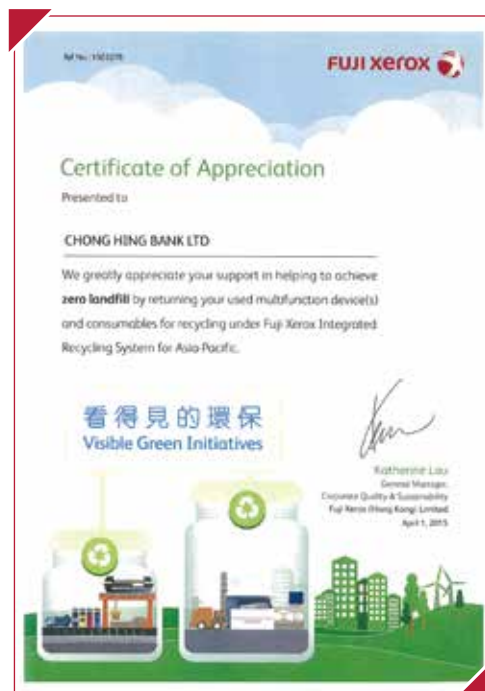 Ref No.:
FUJI xerox
Certificate of Appreciation
Presented to
CHONG HING BANK LTD
We greatly appreciate your support in helping to achieve
zero landfill by returning your used multifunction device(s)
and consumables for recycling under Fuji Xerox Integrated
Recycling System for Asia-Pacific.
看得見的環保
Visible Green Initiatives
Katherine Lau
General Manager,
Corporate Quality & Sustainability
Fuji Xerox (Hong Kong) Limited
April 1, 2015